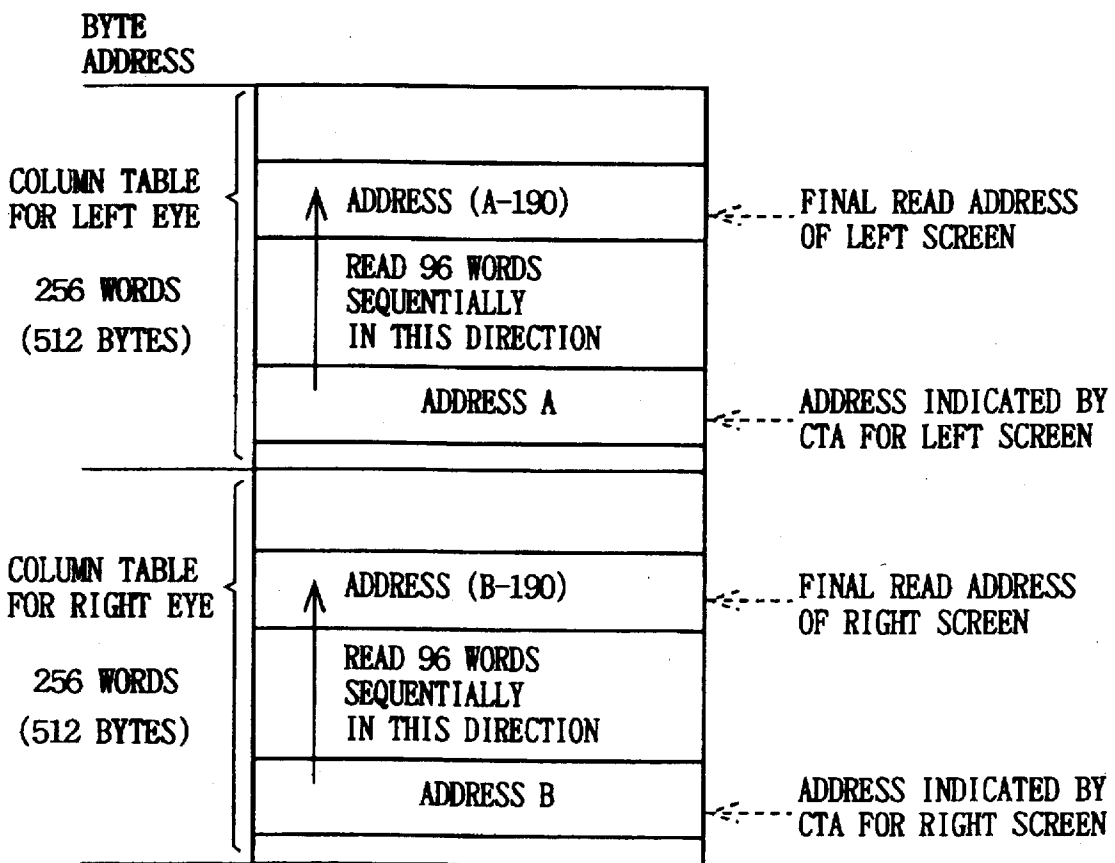 BYTE
ADDRESS
COLUMN TABLE
FOR LEFT EYE
256 WORDS
(512 BYTES)
ADDRESS (A-190)
READ 96 WORDS
SEQUENTIALLY
IN THIS DIRECTION
ADDRESS A
FINAL READ ADDRESS
OF LEFT SCREEN
ADDRESS INDICATED BY
CTA FOR LEFT SCREEN
COLUMN TABLE
FOR RIGHT EYE
256 WORDS
(512 BYTES)
ADDRESS (B-190)
READ 96 WORDS
SEQUENTIALLY
IN THIS DIRECTION
ADDRESS B
FINAL READ ADDRESS
OF RIGHT SCREEN
ADDRESS INDICATED BY
CTA FOR RIGHT SCREEN